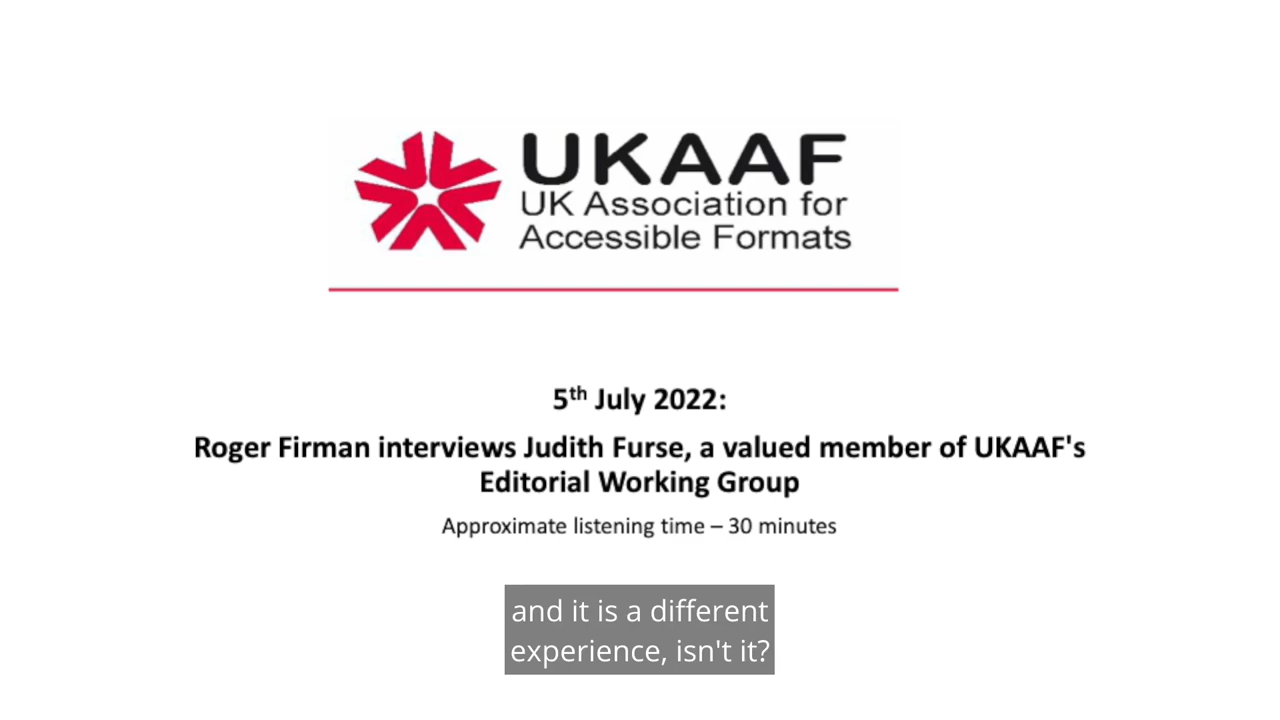 UKAAF
UK Association for
Accessible Formats
5th July 2022:
Roger Firman interviews Judith Furse, a valued member of UKAAF's
Editorial Working Group
Approximate listening time – 30 minutes
and it is a different
experience, isn't it?